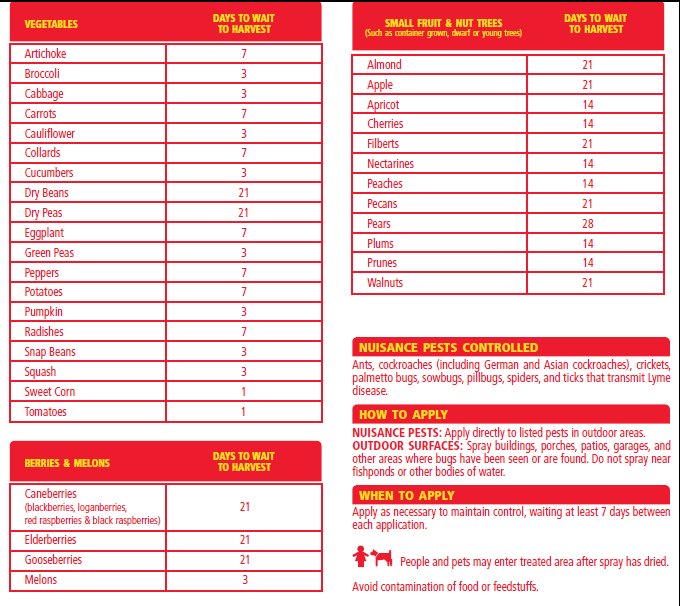 VEGETABLES DAYS TO WAIT
TO HARVEST
Artichoke 7
Broccoli 3
Cabbage 3
Carrots 7
Cauliflower 3
Collards 7
Cucumbers 3
Dry Beans 21
Dry Peas 21
Eggplant 7
Green Peas 3
Peppers 7
Potatoes 7
Pumpkin 3
Radishes 7
Snap Beans 3
Squash 3
Sweet Corn 1
Tomatoes 1
BERRIES & MELONS DAYS TO WAIT
TO HARVEST
Caneberries
(blackberries, loganberries,
red raspberries & black raspberries) 21
Elderberries 21
Gooseberries 21
Melons 3
SMALL FRUIT & NUT TREES
(Such as container grown, dwarf or young trees)
DAYS TO WAIT
TO HARVEST
Almond 21
Apple 21
Apricot 14
Cherries 14
Filberts 21
Nectarines 14
Peaches 14
Pecans 21
Pears 28
Plums 14
Prunes 14
Walnuts 21
NUISANCE PESTS CONTROLLED
Ants, cockroaches (including German and Asian cockroaches), crickets,
palmetto bugs, sowbugs, pillbugs, spiders, and ticks that transmit Lyme
disease.
HOW TO APPLY
NUISANCE PESTS: Apply directly to listed pests in outdoor areas.
OUTDOOR SURFACES: Spray buildings, porches, patios, garages, and
other areas where bugs have been seen or are found. Do not spray near
fishponds or other bodies of water.
WHEN TO APPLY
Apply as necessary to maintain control, waiting at least 7 days between
each application.
People and pets may enter treated area after spray has dried.
Avoid contamination of food or feedstuffs.